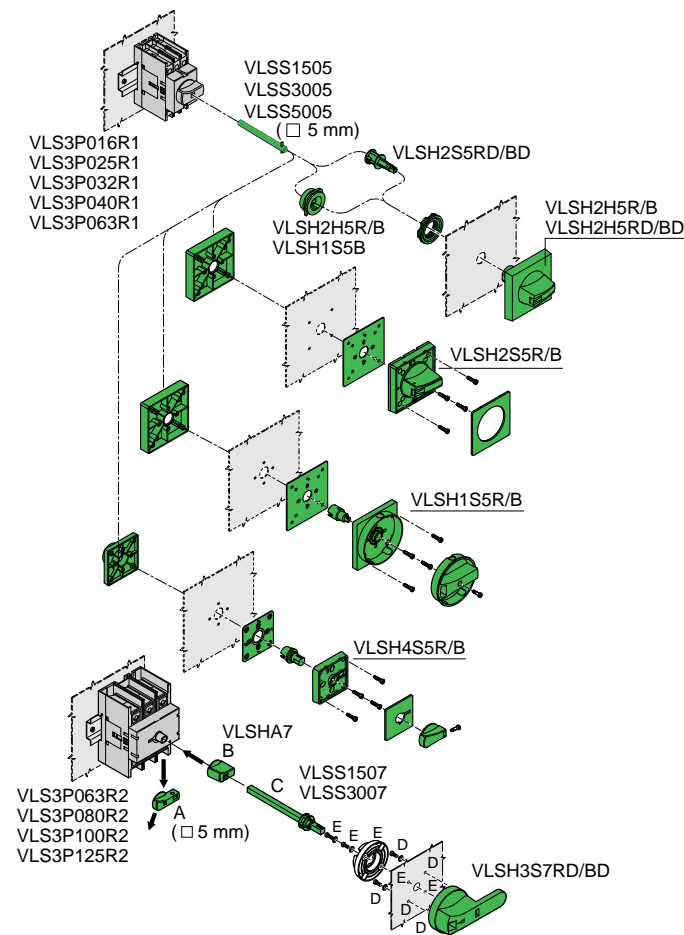 VLSS1505
VLSS3005
VLSS5005
(□ 5 mm)
VLS3P016R1
VLS3P025R1
VLS3P032R1
VLS3P040R1
VLS3P063R1
VLSH2S5RD/BD
VLSH2H5R/B
VLSH1S5B
VLSH2H5R/B
VLSH2H5RD/BD
VLSH2S5R/B
VLSH1S5R/B
VLSH4S5R/B
VLSHA7
B
C
VLSS1507
VLSS3007
VLS3P063R2
VLS3P080R2
VLS3P100R2
VLS3P125R2
A
(□ 5 mm)
E
E
E
D
D
E
E
D
D
D
VLSH3S7RD/BD